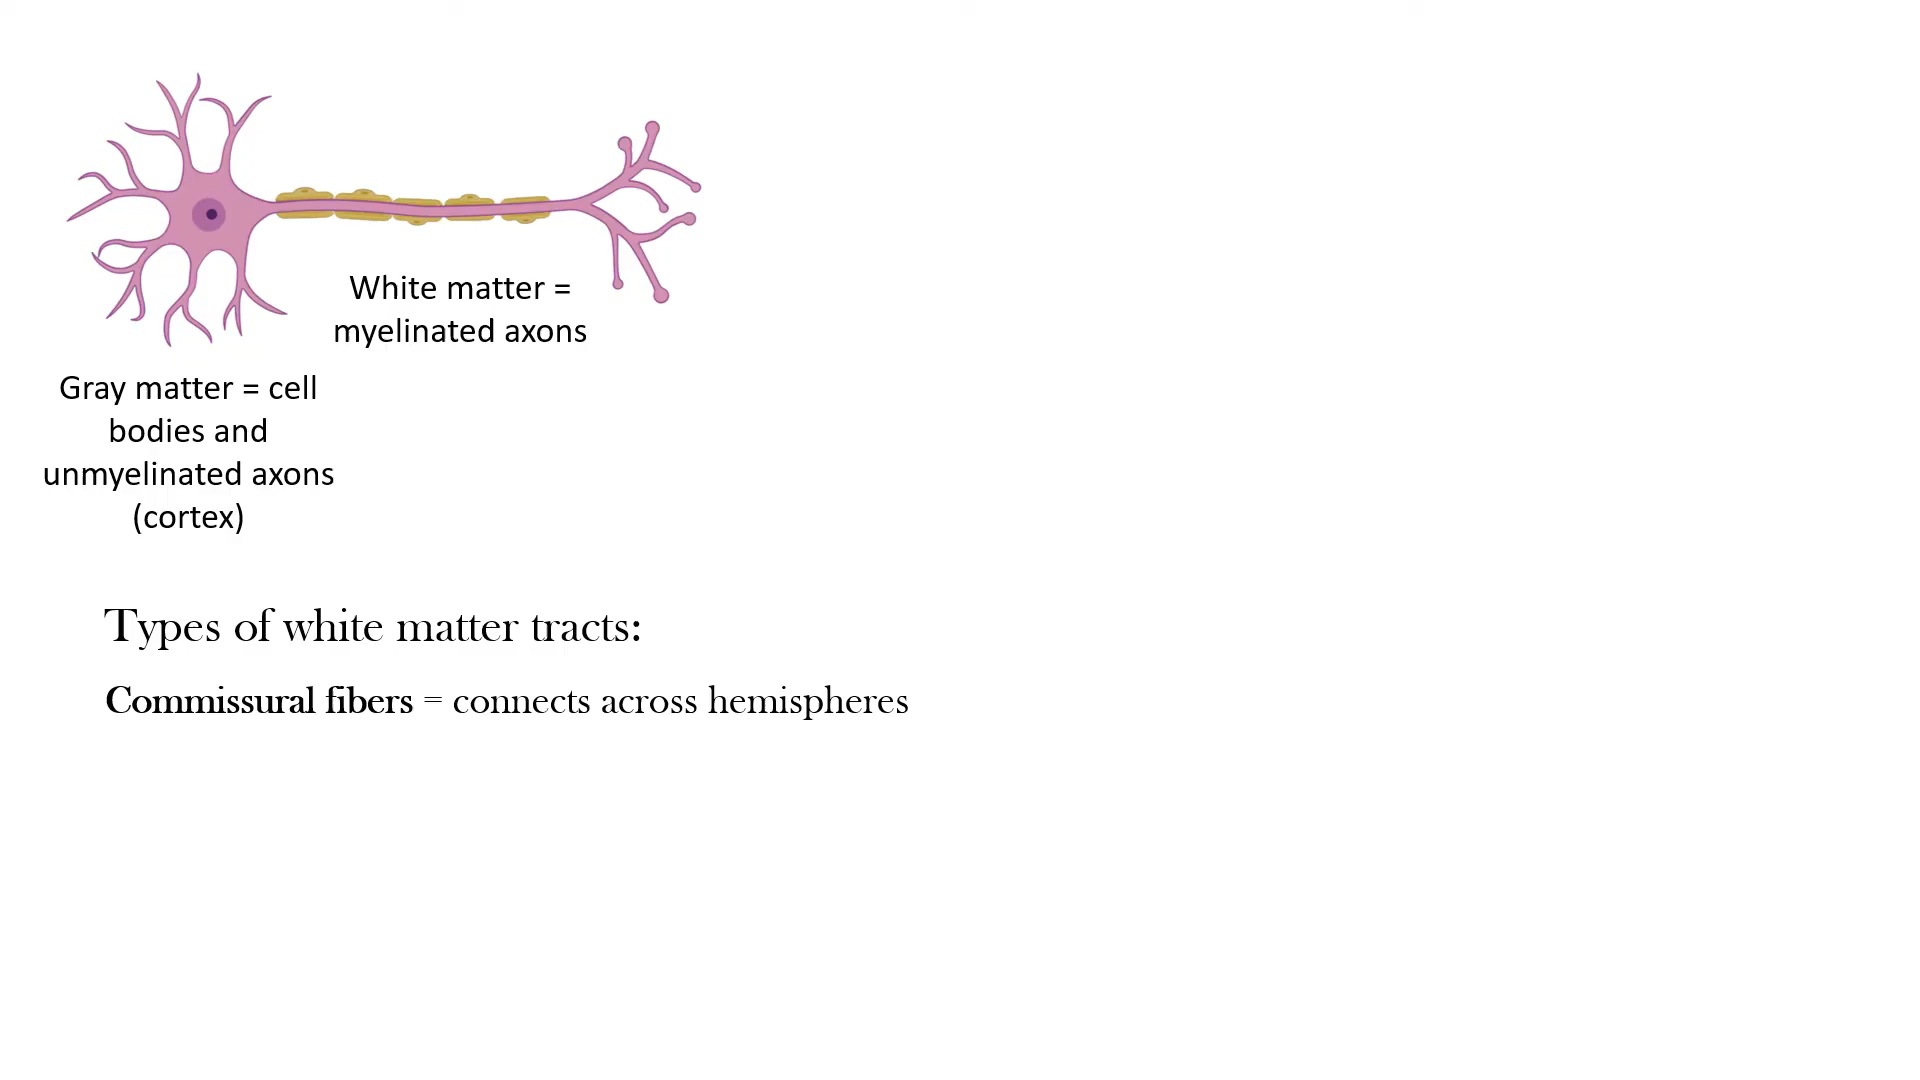 White matter =
myelinated axons
Gray matter = cell
bodies and
unmyelinated axons
(cortex)
Types of white matter tracts:
Commissural fibers = connects across hemispheres